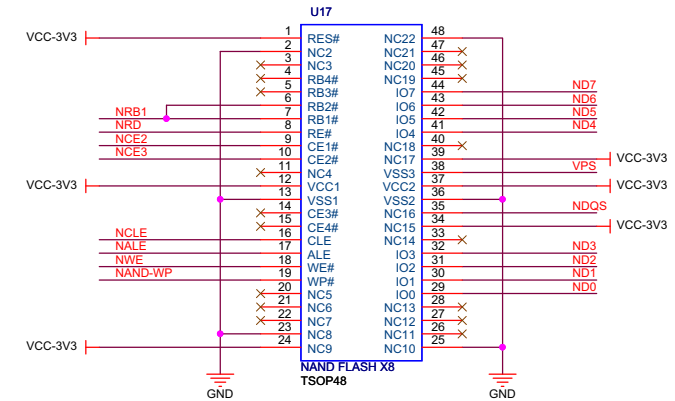 U17
VCC-3V3 1 RES# NC22 48
2 NC2 NC21 47
3 NC3 NC20 46
4 RB4# NC19 45
5 RB3# IO7 44 ND7
6 RB2# IO6 43 ND6
NRB1 7 RB1# IO5 42 ND5
NRD 8 RE# IO4 41 ND4
NCE2 9 CE1# NC18 40
NCE3 10 CE2# NC17 39 VCC-3V3
11 NC4 VSS3 38 VPS
VCC-3V3 12 VCC1 VCC2 37 VCC-3V3
13 VSS1 VSS2 36
14 CE3# NC16 35 NDQS
15 CE4# NC15 34 VCC-3V3
NCLE 16 CLE NC14 33
NALE 17 ALE IO3 32 ND3
NWE 18 WE# IO2 31 ND2
NAND-WP 19 WP# IO1 30 ND1
20 NC5 IO0 29 ND0
21 NC6 NC13 28
22 NC7 NC12 27
23 NC8 NC11 26
VCC-3V3 24 NC9 NC10 25
NAND FLASH X8
TSOP48
GND GND